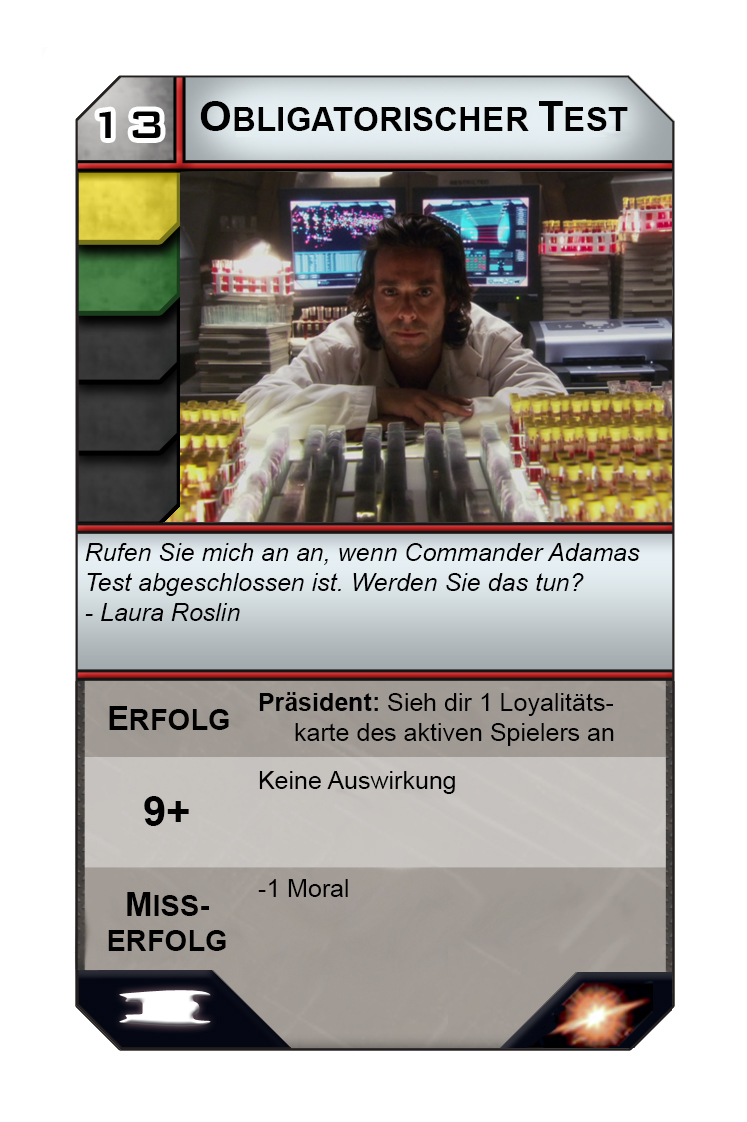 13
OBLIGATORISCHER TEST
Rufen Sie mich an an, wenn Commander Adamas
Test abgeschlossen ist. Werden Sie das tun?
- Laura Roslin
ERFOLG
Präsident: Sieh dir 1 Loyalitäts-
karte des aktiven Spielers an
9+
Keine Auswirkung
MISS-
ERFOLG
-1 Moral